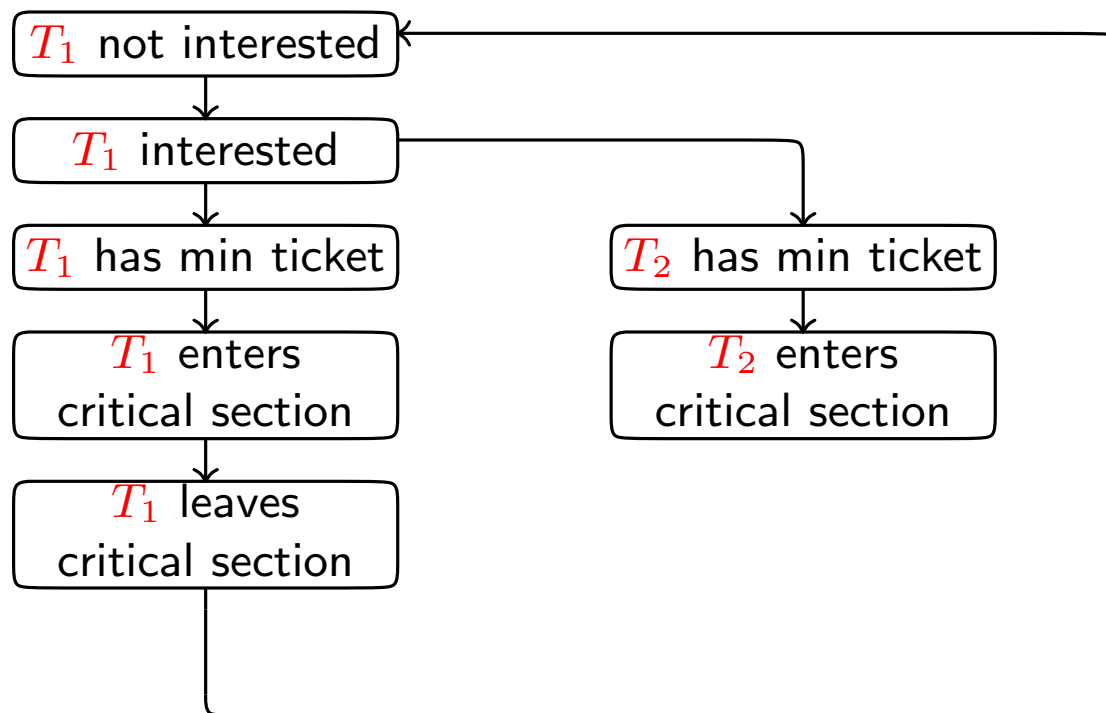 T₁ not interested
T₁ interested
T₁ has min ticket
T₂ has min ticket
T₁ enters
critical section
T₂ enters
critical section
T₁ leaves
critical section